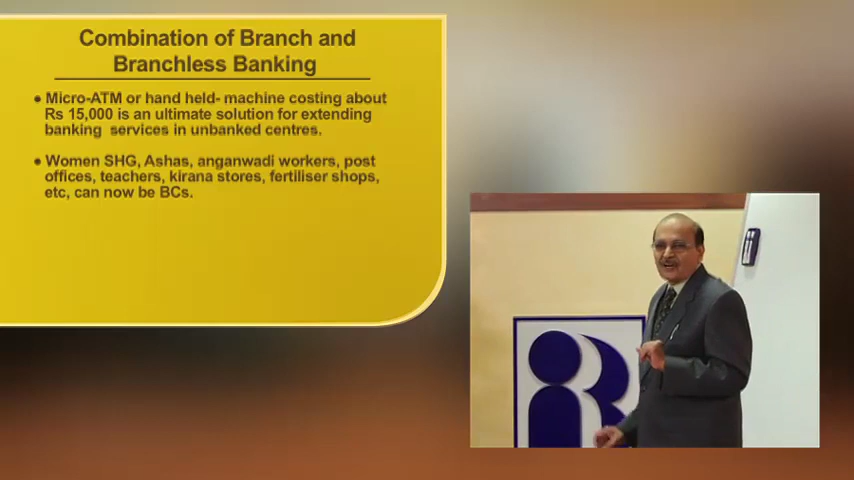 Combination of Branch and
Branchless Banking
• Micro-ATM or hand held- machine costing about
Rs 15,000 is an ultimate solution for extending
banking services in unbanked centres.
• Women SHG, Ashas, anganwadi workers, post
offices, teachers, kirana stores, fertiliser shops,
etc, can now be BCs.